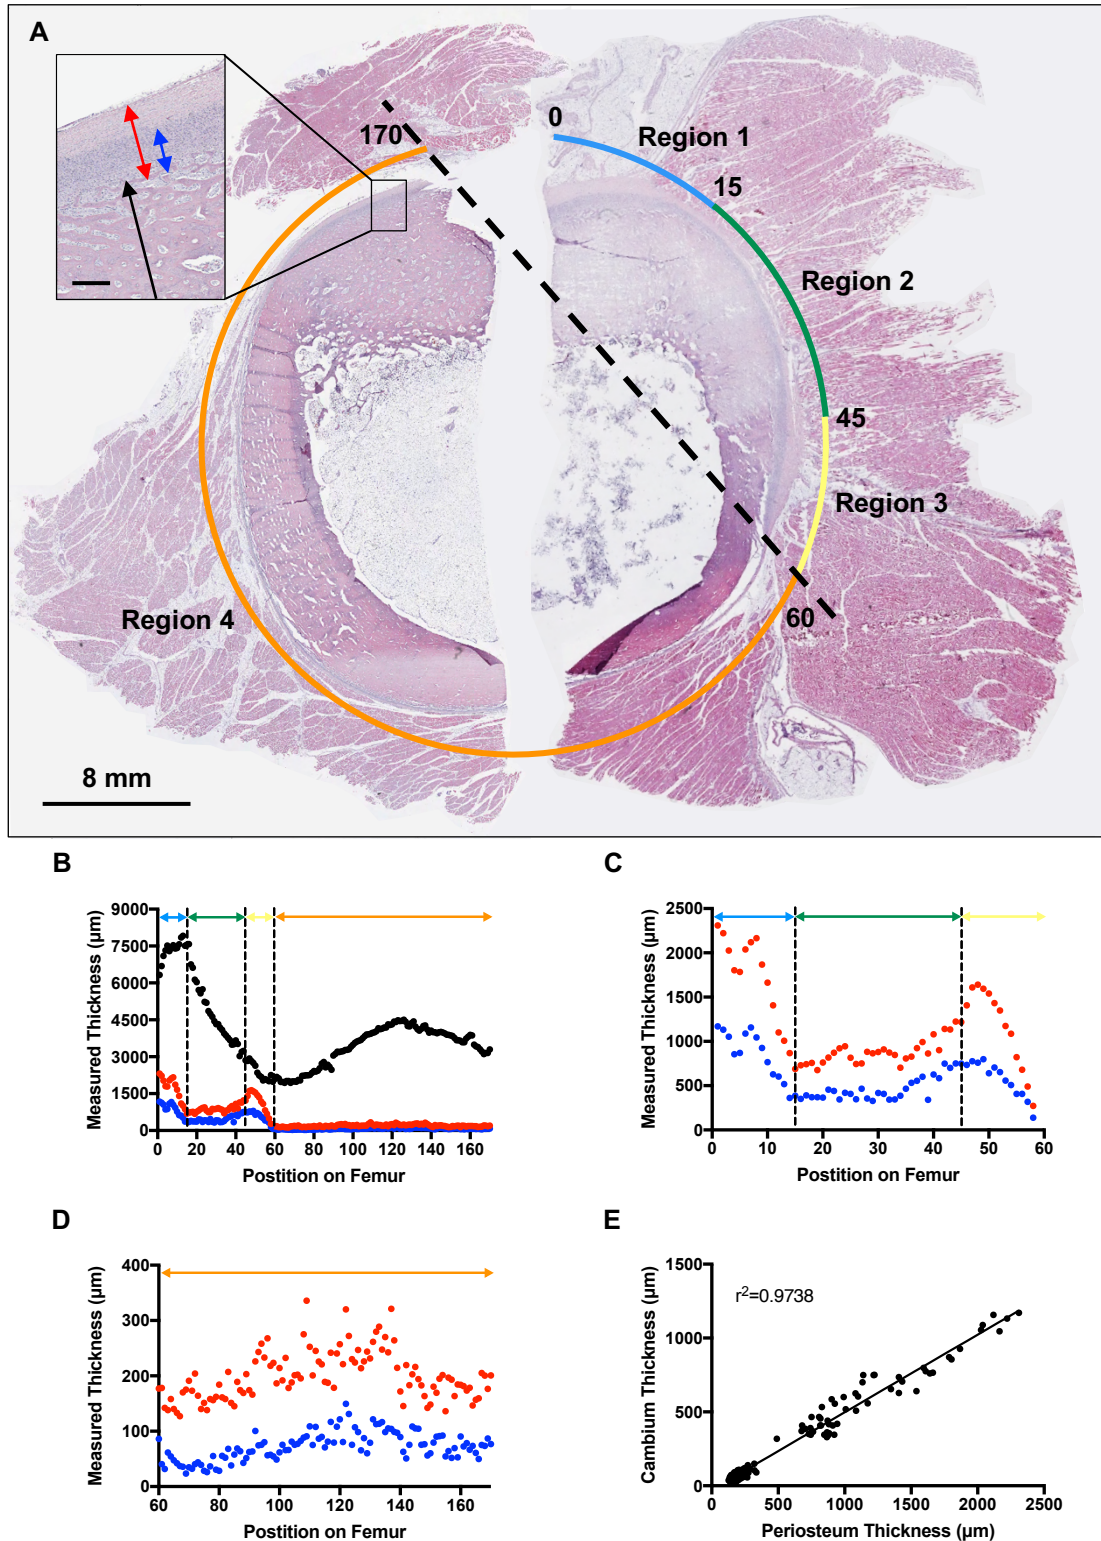 A
0
170
Region 1
15
Region 2
45
Region 3
60
Region 4
8 mm
B
Measured Thickness (µm)
9000
7500
6000
4500
3000
1500
0
0 20 40 60 80 100 120 140 160
Postition on Femur
C
Measured Thickness (µm)
2500
2000
1500
1000
500
0
0 10 20 30 40 50 60
Postition on Femur
D
Measured Thickness (µm)
400
300
200
100
0
60 80 100 120 140 160
Postition on Femur
E
Cambium Thickness (µm)
1500
1000
500
0
r²=0.9738
0 500 1000 1500 2000 2500
Periosteum Thickness (µm)